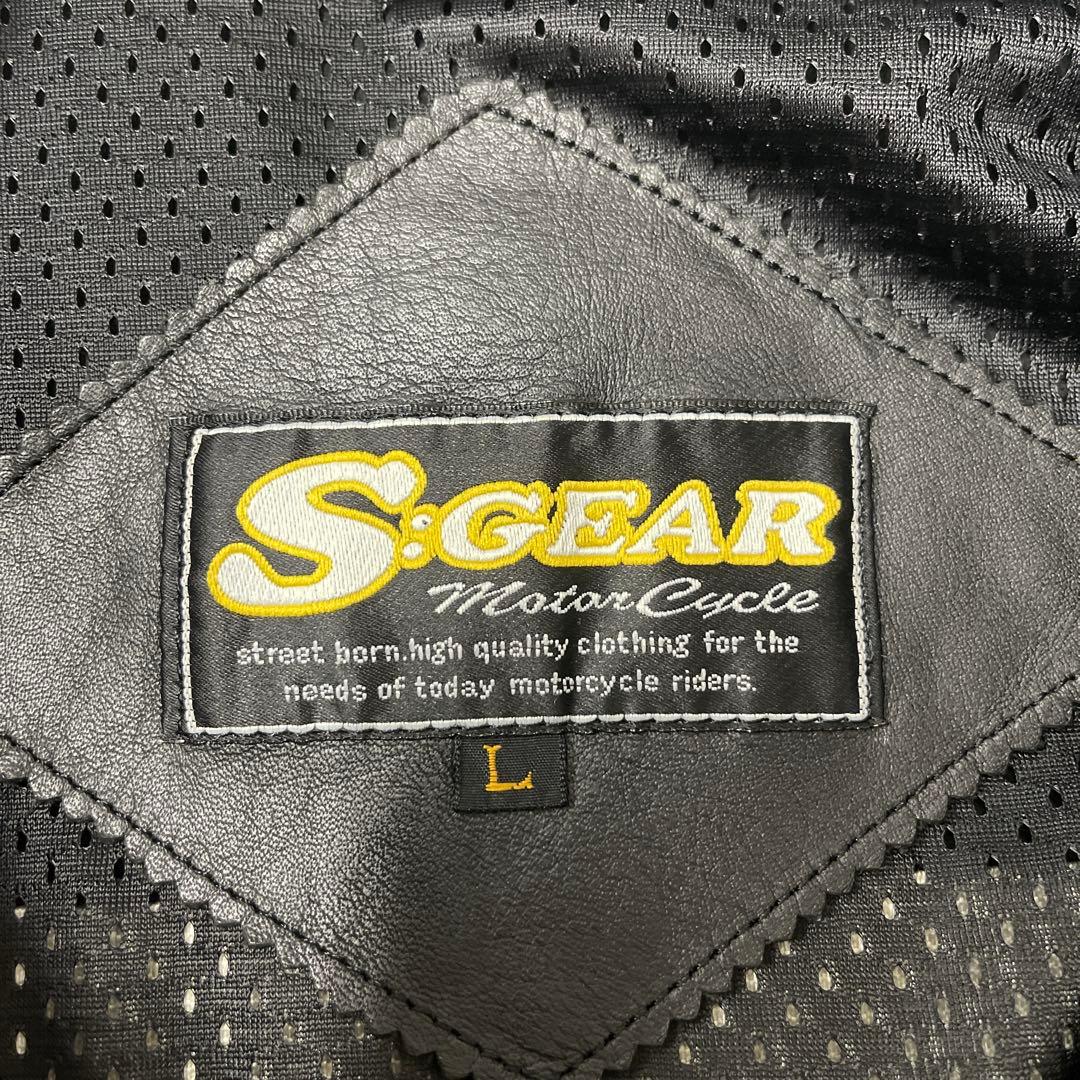 S:GEAR
MotorCycle
street born.high quality clothing for the
needs of today motorcycle riders.
L